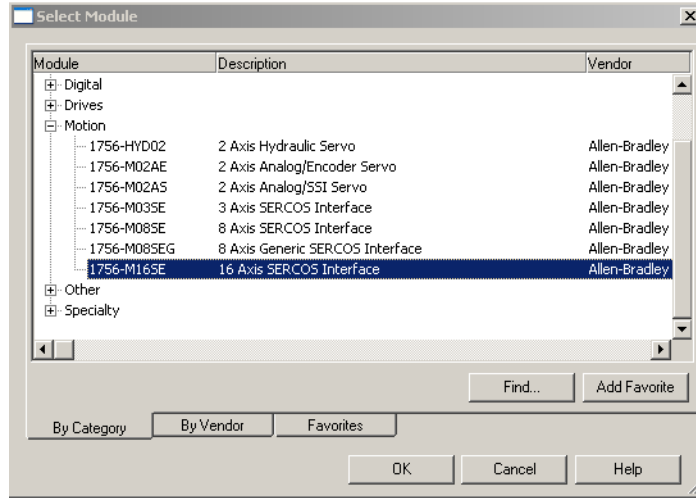 Select Module
Module Description Vendor
Digital
Drives
Motion
1756-HYD02 2 Axis Hydraulic Servo Allen-Bradley
1756-M02AE 2 Axis Analog/Encoder Servo Allen-Bradley
1756-M02AS 2 Axis Analog/SSI Servo Allen-Bradley
1756-M03SE 3 Axis SERCOS Interface Allen-Bradley
1756-M08SE 8 Axis SERCOS Interface Allen-Bradley
1756-M08SEG 8 Axis Generic SERCOS Interface Allen-Bradley
1756-M16SE 16 Axis SERCOS Interface Allen-Bradley
Other
Specialty
Find... Add Favorite
By Category By Vendor Favorites
OK Cancel Help